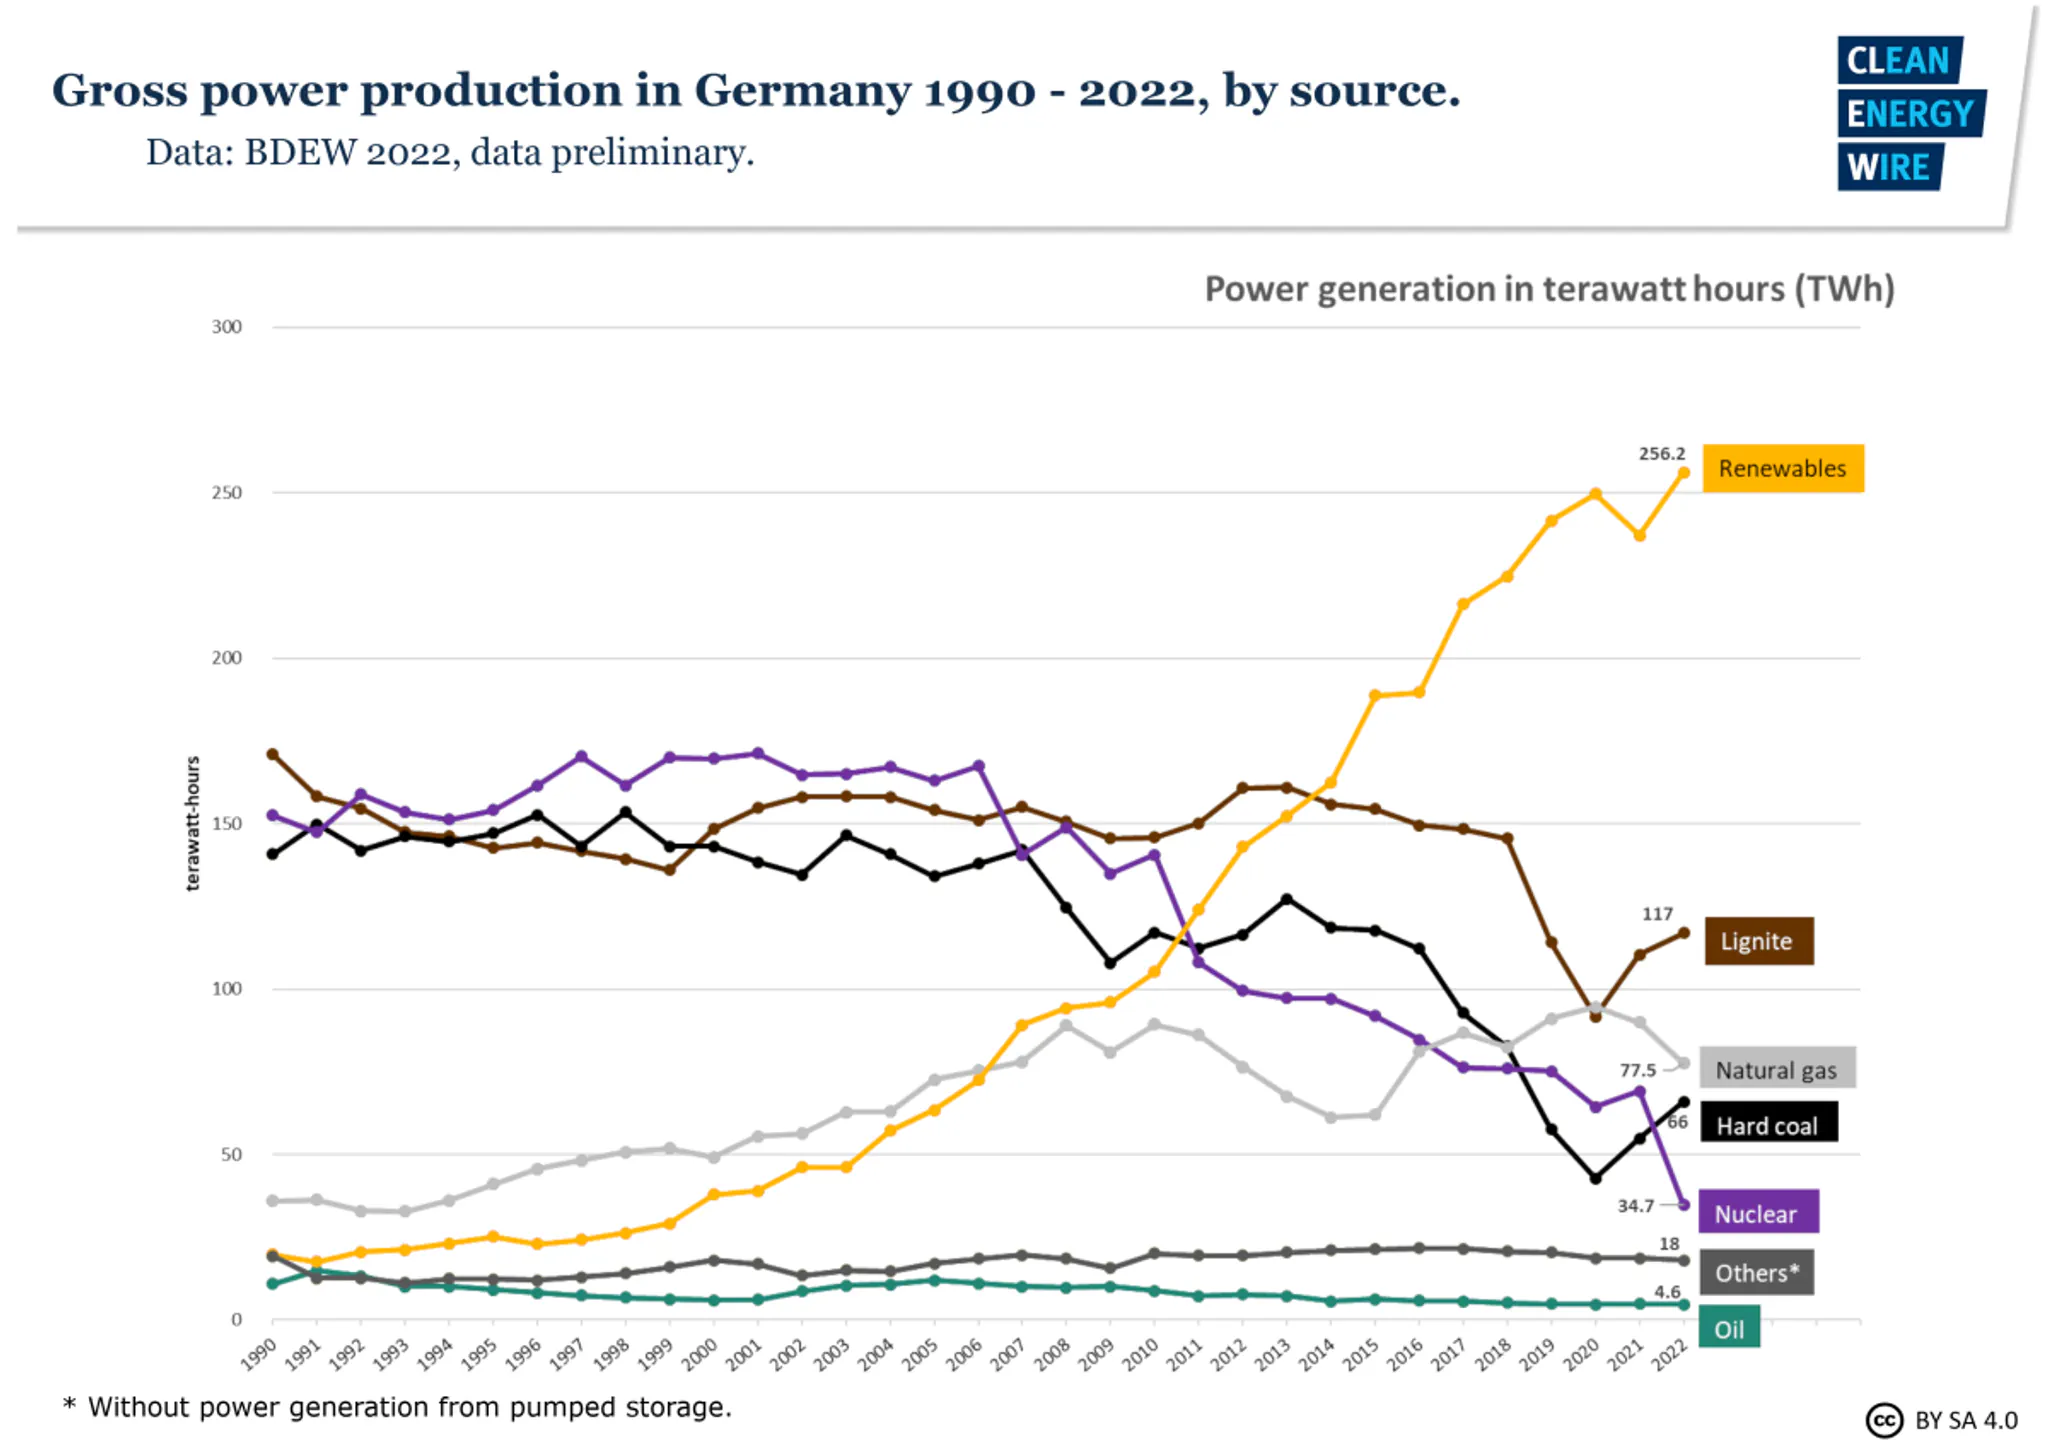 Gross power production in Germany 1990 - 2022, by source.
Data: BDEW 2022, data preliminary.
CLEAN
ENERGY
WIRE
Power generation in terawatt hours (TWh)
300
250
200
150
100
50
0
terawatt-hours
256.2
Renewables
117
Lignite
77.5
Natural gas
66
Hard coal
34.7
Nuclear
18
Others*
4.6
Oil
1990 1991 1992 1993 1994 1995 1996 1997 1998 1999 2000 2001 2002 2003 2004 2005 2006 2007 2008 2009 2010 2011 2012 2013 2014 2015 2016 2017 2018 2019 2020 2021 2022
* Without power generation from pumped storage.
cc BY SA 4.0